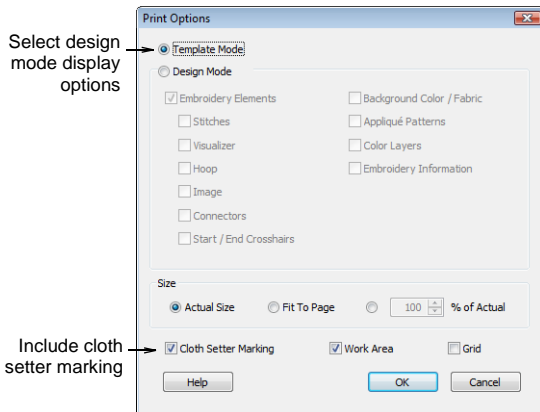 Print Options
Select design
mode display
options
Template Mode
Design Mode
Embroidery Elements
Background Color / Fabric
Stitches
Appliqué Patterns
Visualizer
Color Layers
Hoop
Embroidery Information
Image
Connectors
Start / End Crosshairs
Size
Actual Size
Fit To Page
100
% of Actual
Include cloth
setter marking
Cloth Setter Marking
Work Area
Grid
Help
OK
Cancel